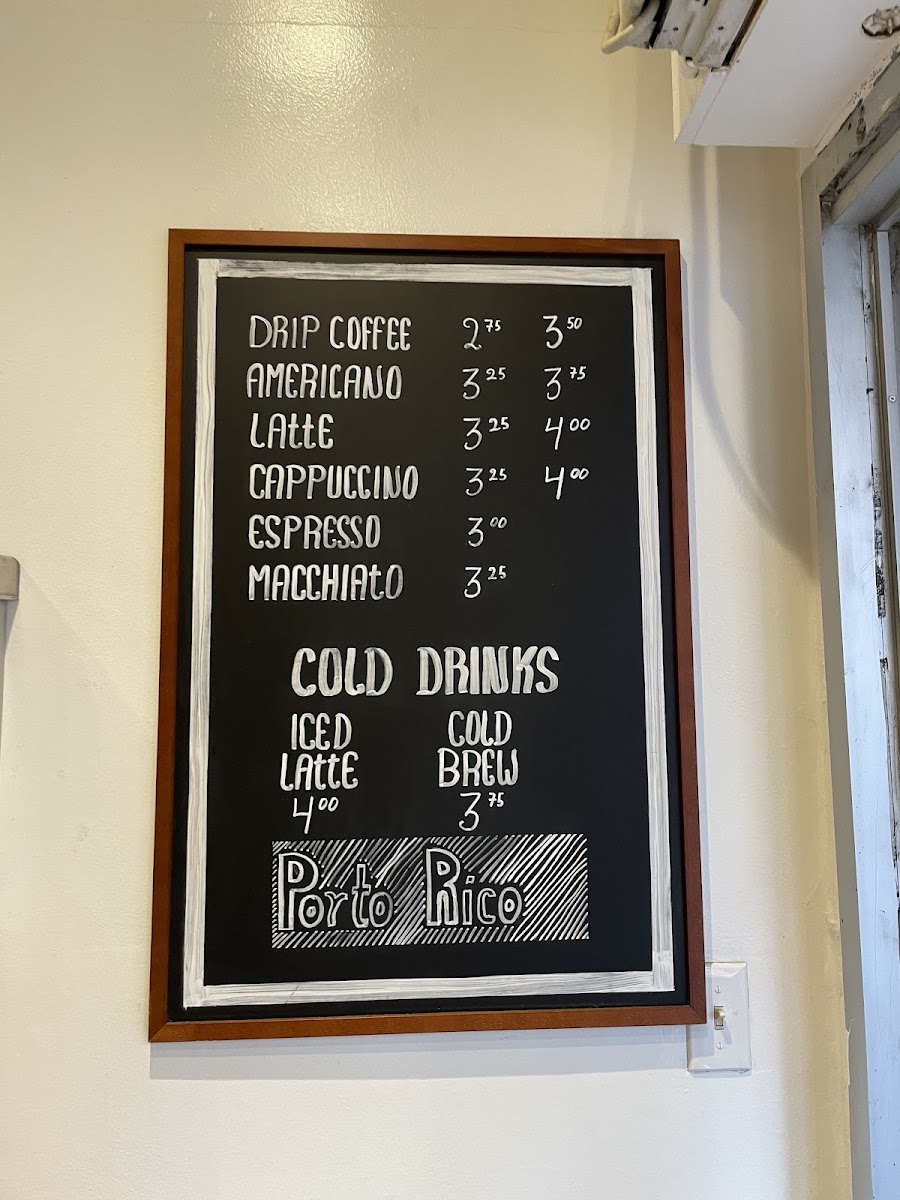 DRIP COFFEE 2.75 3.50
AMERICANO 3.25 3.75
LAttE 3.25 4.00
CAPPUCCINO 3.25 4.00
ESPRESSO 3.00
MACCHIAtO 3.25
COLD DRINKS
ICED COLD
LAttE BREW
4.00 3.75
Porto Rico